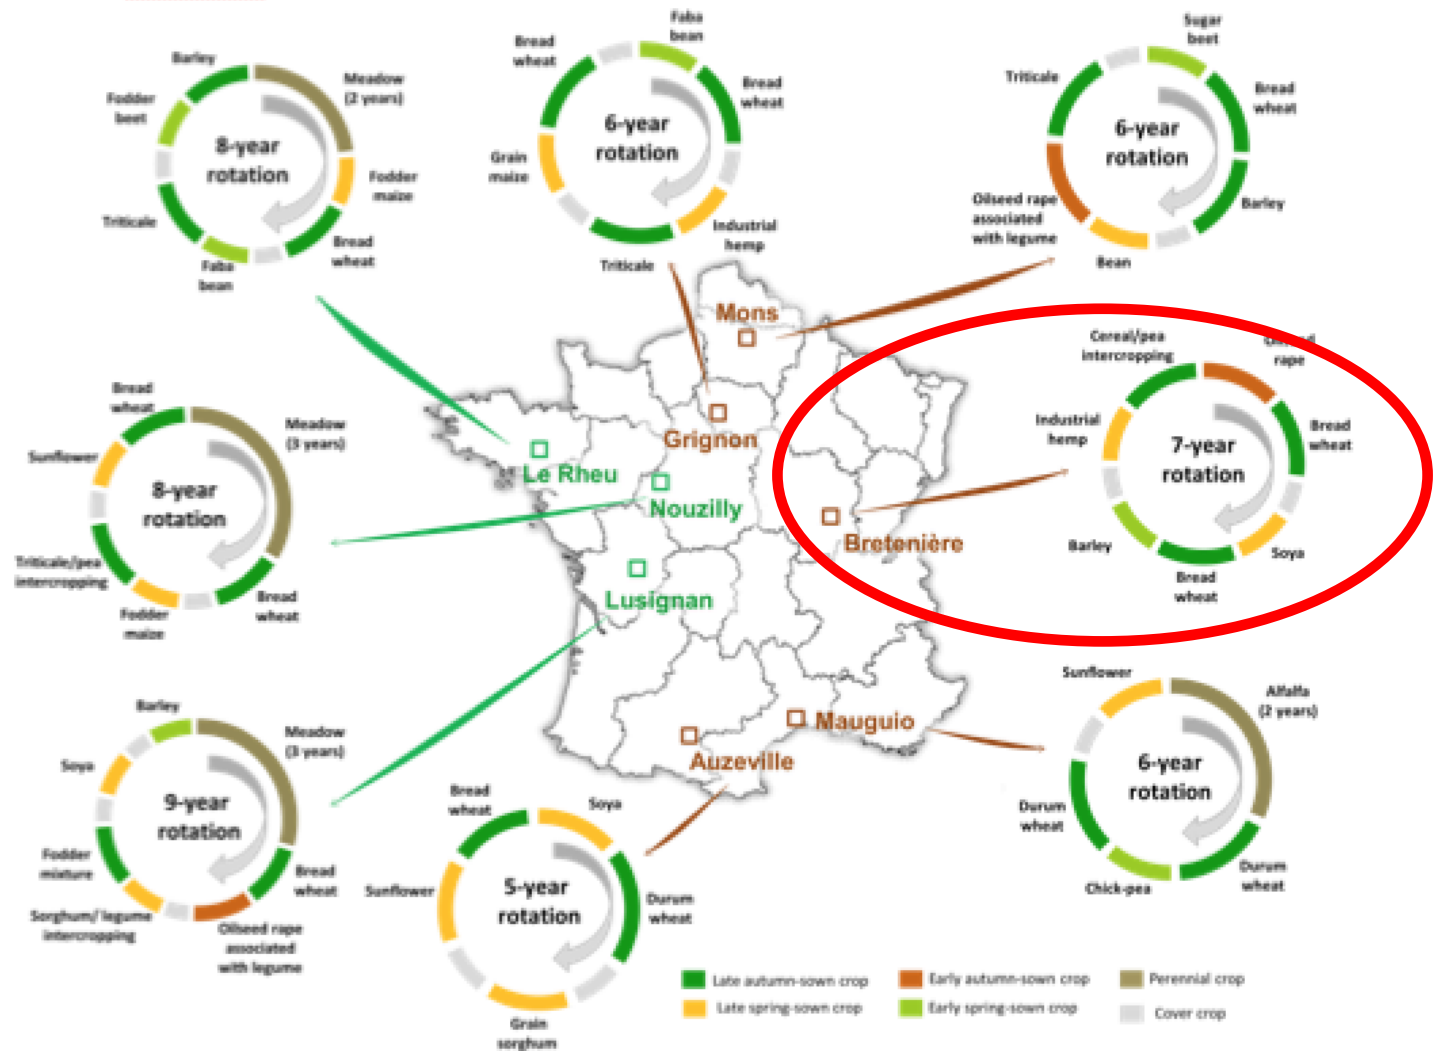 Barley
Meadow
(2 years)
Fodder
beet
8-year
rotation
Fodder
maize
Triticale
Bread
wheat
Faba
bean
Faba
bean
Bread
wheat
Bread
wheat
6-year
rotation
Grain
maize
Industrial
hemp
Triticale
Sugar
beet
Triticale
Bread
wheat
6-year
rotation
Oilseed rape
associated
with legume
Barley
Bean
Mons
Grignon
Le Rheu
Nouzilly
Bretenière
Lusignan
Mauguio
Auzeville
Cereal/pea
intercropping
rape
Industrial
hemp
7-year
rotation
Bread
wheat
Barley
Soya
Bread
wheat
Bread
wheat
Meadow
(3 years)
Sunflower
8-year
rotation
Triticale/pea
intercropping
Fodder
maize
Bread
wheat
Barley
Meadow
(3 years)
Soya
9-year
rotation
Fodder
mixture
Bread
wheat
Sorghum/ legume
intercropping
Oilseed rape
associated
with legume
Bread
wheat
Soya
Sunflower
5-year
rotation
Durum
wheat
Grain
sorghum
Sunflower
Alfalfa
(2 years)
6-year
rotation
Durum
wheat
Chick-pea
Durum
wheat
Late autumn-sown crop
Early autumn-sown crop
Perennial crop
Late spring-sown crop
Early spring-sown crop
Cover crop